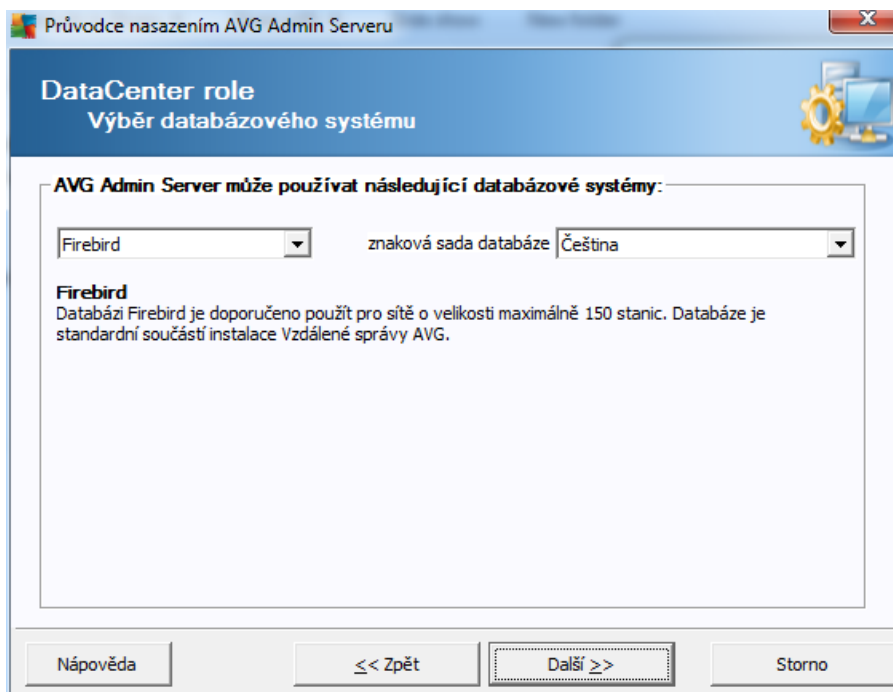 Průvodce nasazením AVG Admin Serveru
DataCenter role
Výběr databázového systému
AVG Admin Server může používat následující databázové systémy:
Firebird
znaková sada databáze Čeština
Firebird
Databázi Firebird je doporučeno použít pro sítě o velikosti maximálně 150 stanic. Databáze je
standardní součástí instalace Vzdálené správy AVG.
Nápověda
<< Zpět
Další >>
Storno